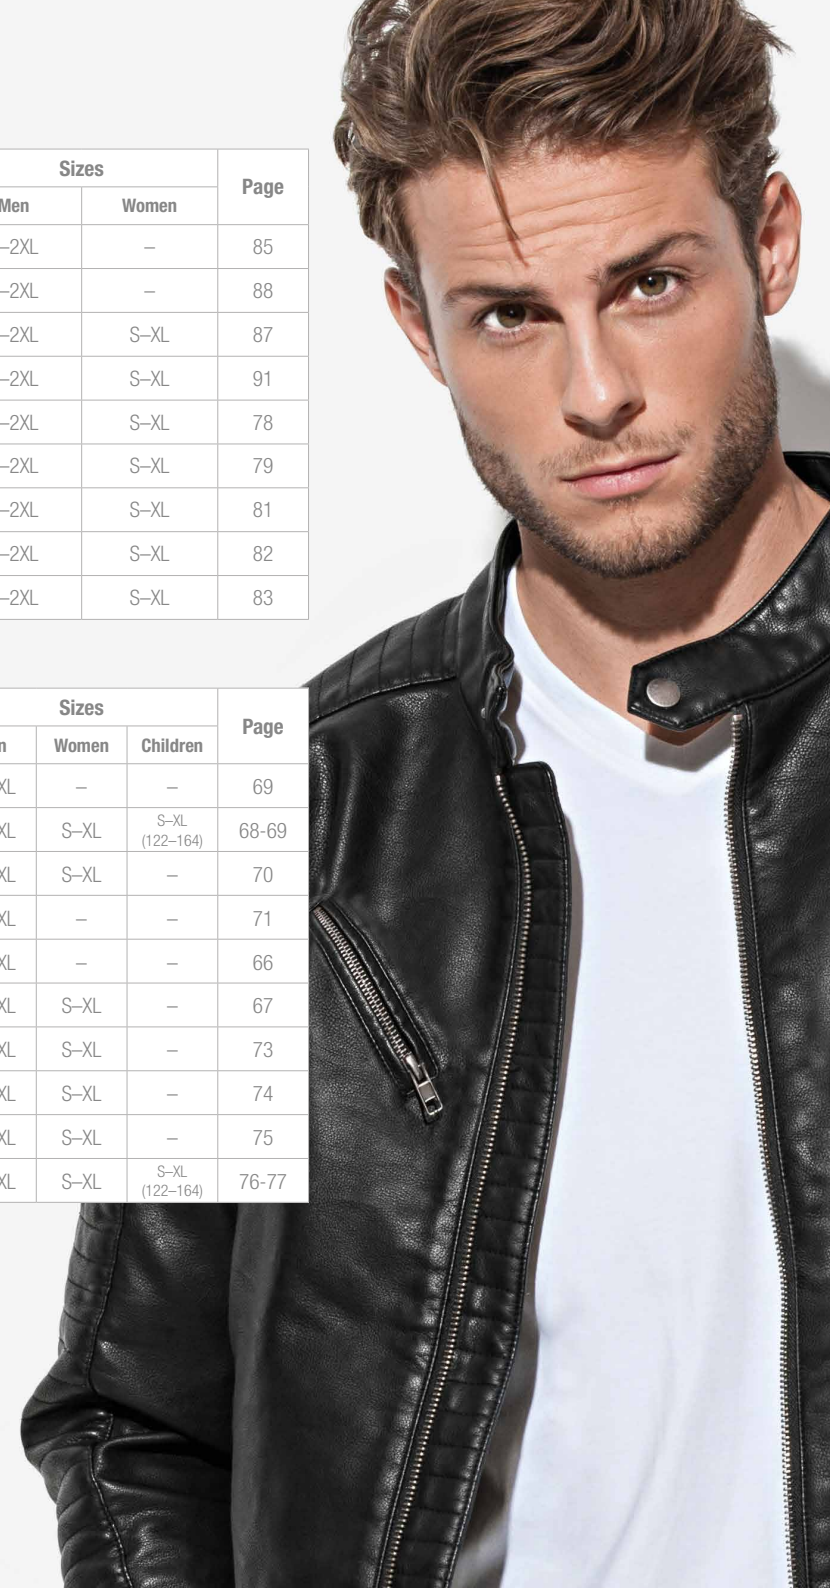 Sizes Page
Men Women
–2XL – 85
–2XL – 88
–2XL S–XL 87
–2XL S–XL 91
–2XL S–XL 78
–2XL S–XL 79
–2XL S–XL 81
–2XL S–XL 82
–2XL S–XL 83
Sizes Page
n Women Children
XL – – 69
XL S–XL S–XL (122–164) 68-69
XL S–XL – 70
XL – – 71
XL – – 66
XL S–XL – 67
XL S–XL – 73
XL S–XL – 74
XL S–XL – 75
XL S–XL S–XL (122–164) 76-77